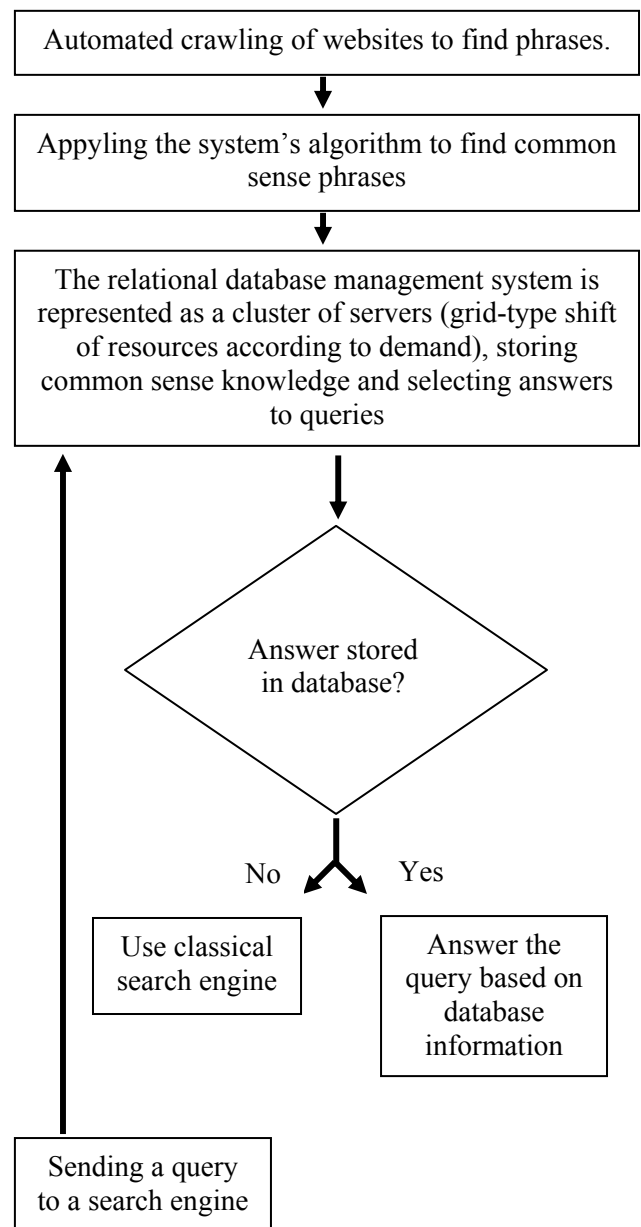 Automated crawling of websites to find phrases.
Appyling the system’s algorithm to find common
sense phrases
The relational database management system is
represented as a cluster of servers (grid-type shift
of resources according to demand), storing
common sense knowledge and selecting answers
to queries
Answer stored
in database?
No
Yes
Use classical
search engine
Answer the
query based on
database
information
Sending a query
to a search engine